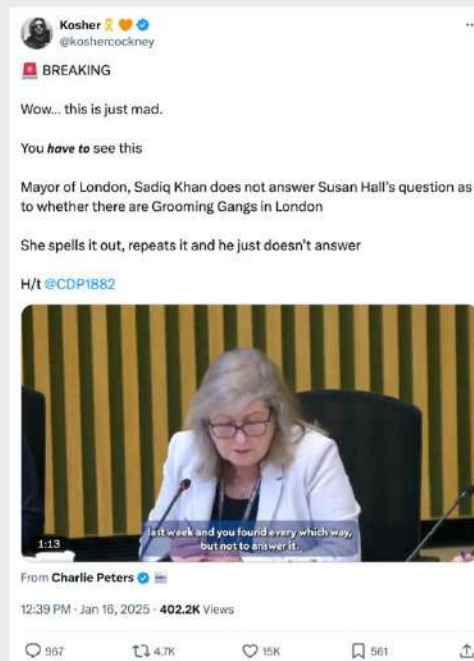 Kosher
@koshercockney
BREAKING
Wow... this is just mad.
You have to see this
Mayor of London, Sadiq Khan does not answer Susan Hall's question as
to whether there are Grooming Gangs in London
She spells it out, repeats it and he just doesn't answer
H/t @CDP1882
last week and you found every which way,
but not to answer it.
1:13
From Charlie Peters
12:39 PM · Jan 16, 2025 · 402.2K Views
967 4.7K 15K 561